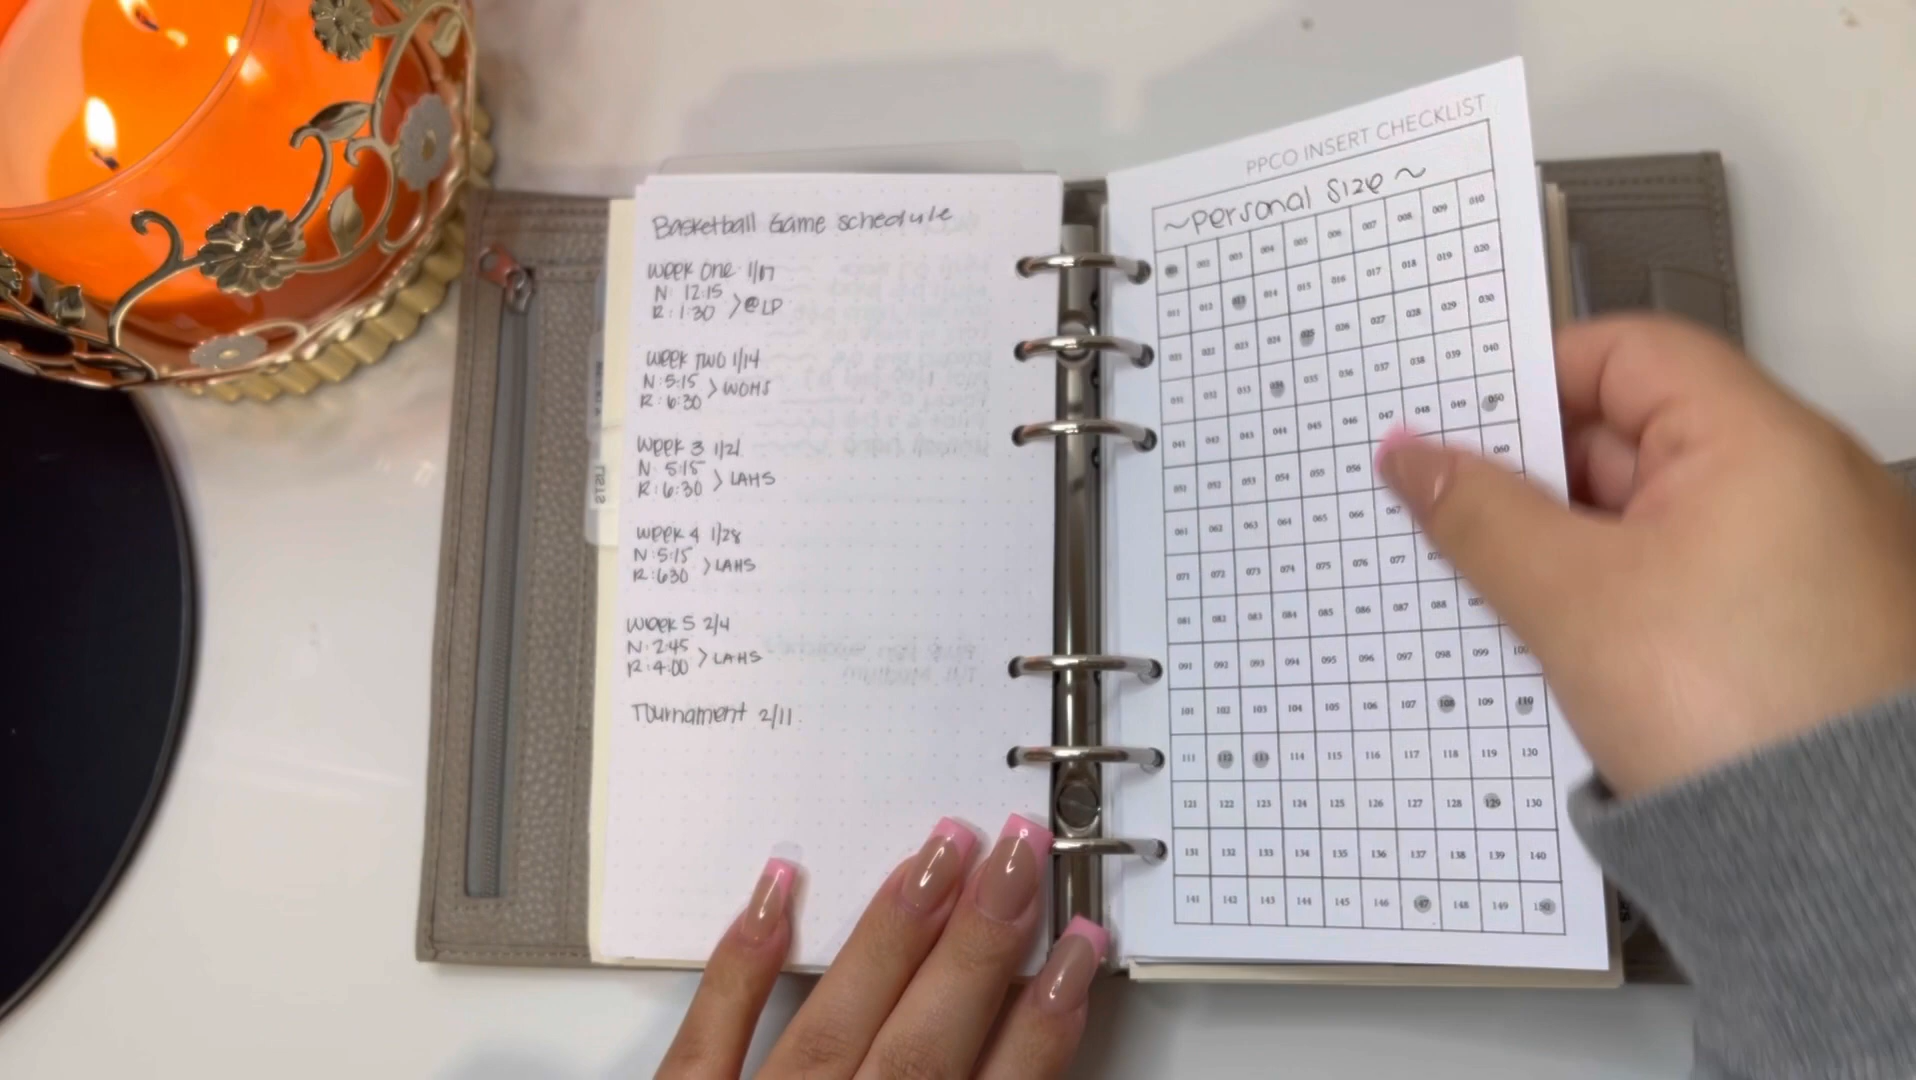 Basketball Game schedule
Week One 1/17
N: 12:15
R: 1:30 >@LP
Week Two 1/14
N: 5:15
R: 6:30 >WOHS
Week 3 1/21
N: 5:15
R: 6:30 >LAHS
Week 4 1/28
N: 5:15
R: 630 >LAHS
Week 5 2/4
N: 2:45
R: 4:00 >LAHS
Tournament 2/11
LISTS
PPCO INSERT CHECKLIST
~Personal Size~
001 002 003 004 005 006 007 008 009 010
011 012 013 014 015 016 017 018 019 020
021 022 023 024 025 026 027 028 029 030
031 032 033 034 035 036 037 038 039 040
041 042 043 044 045 046 047 048 049 050
051 052 053 054 055 056 060
061 062 063 064 065 066 067
071 072 073 074 075 076 077
081 082 083 084 085 086 087 088 089
091 092 093 094 095 096 097 098 099
101 102 103 104 105 106 107 108 109 110
111 112 113 114 115 116 117 118 119 130
121 122 123 124 125 126 127 128 129 130
131 132 133 134 135 136 137 138 139 140
141 142 143 144 145 146 147 148 149 150